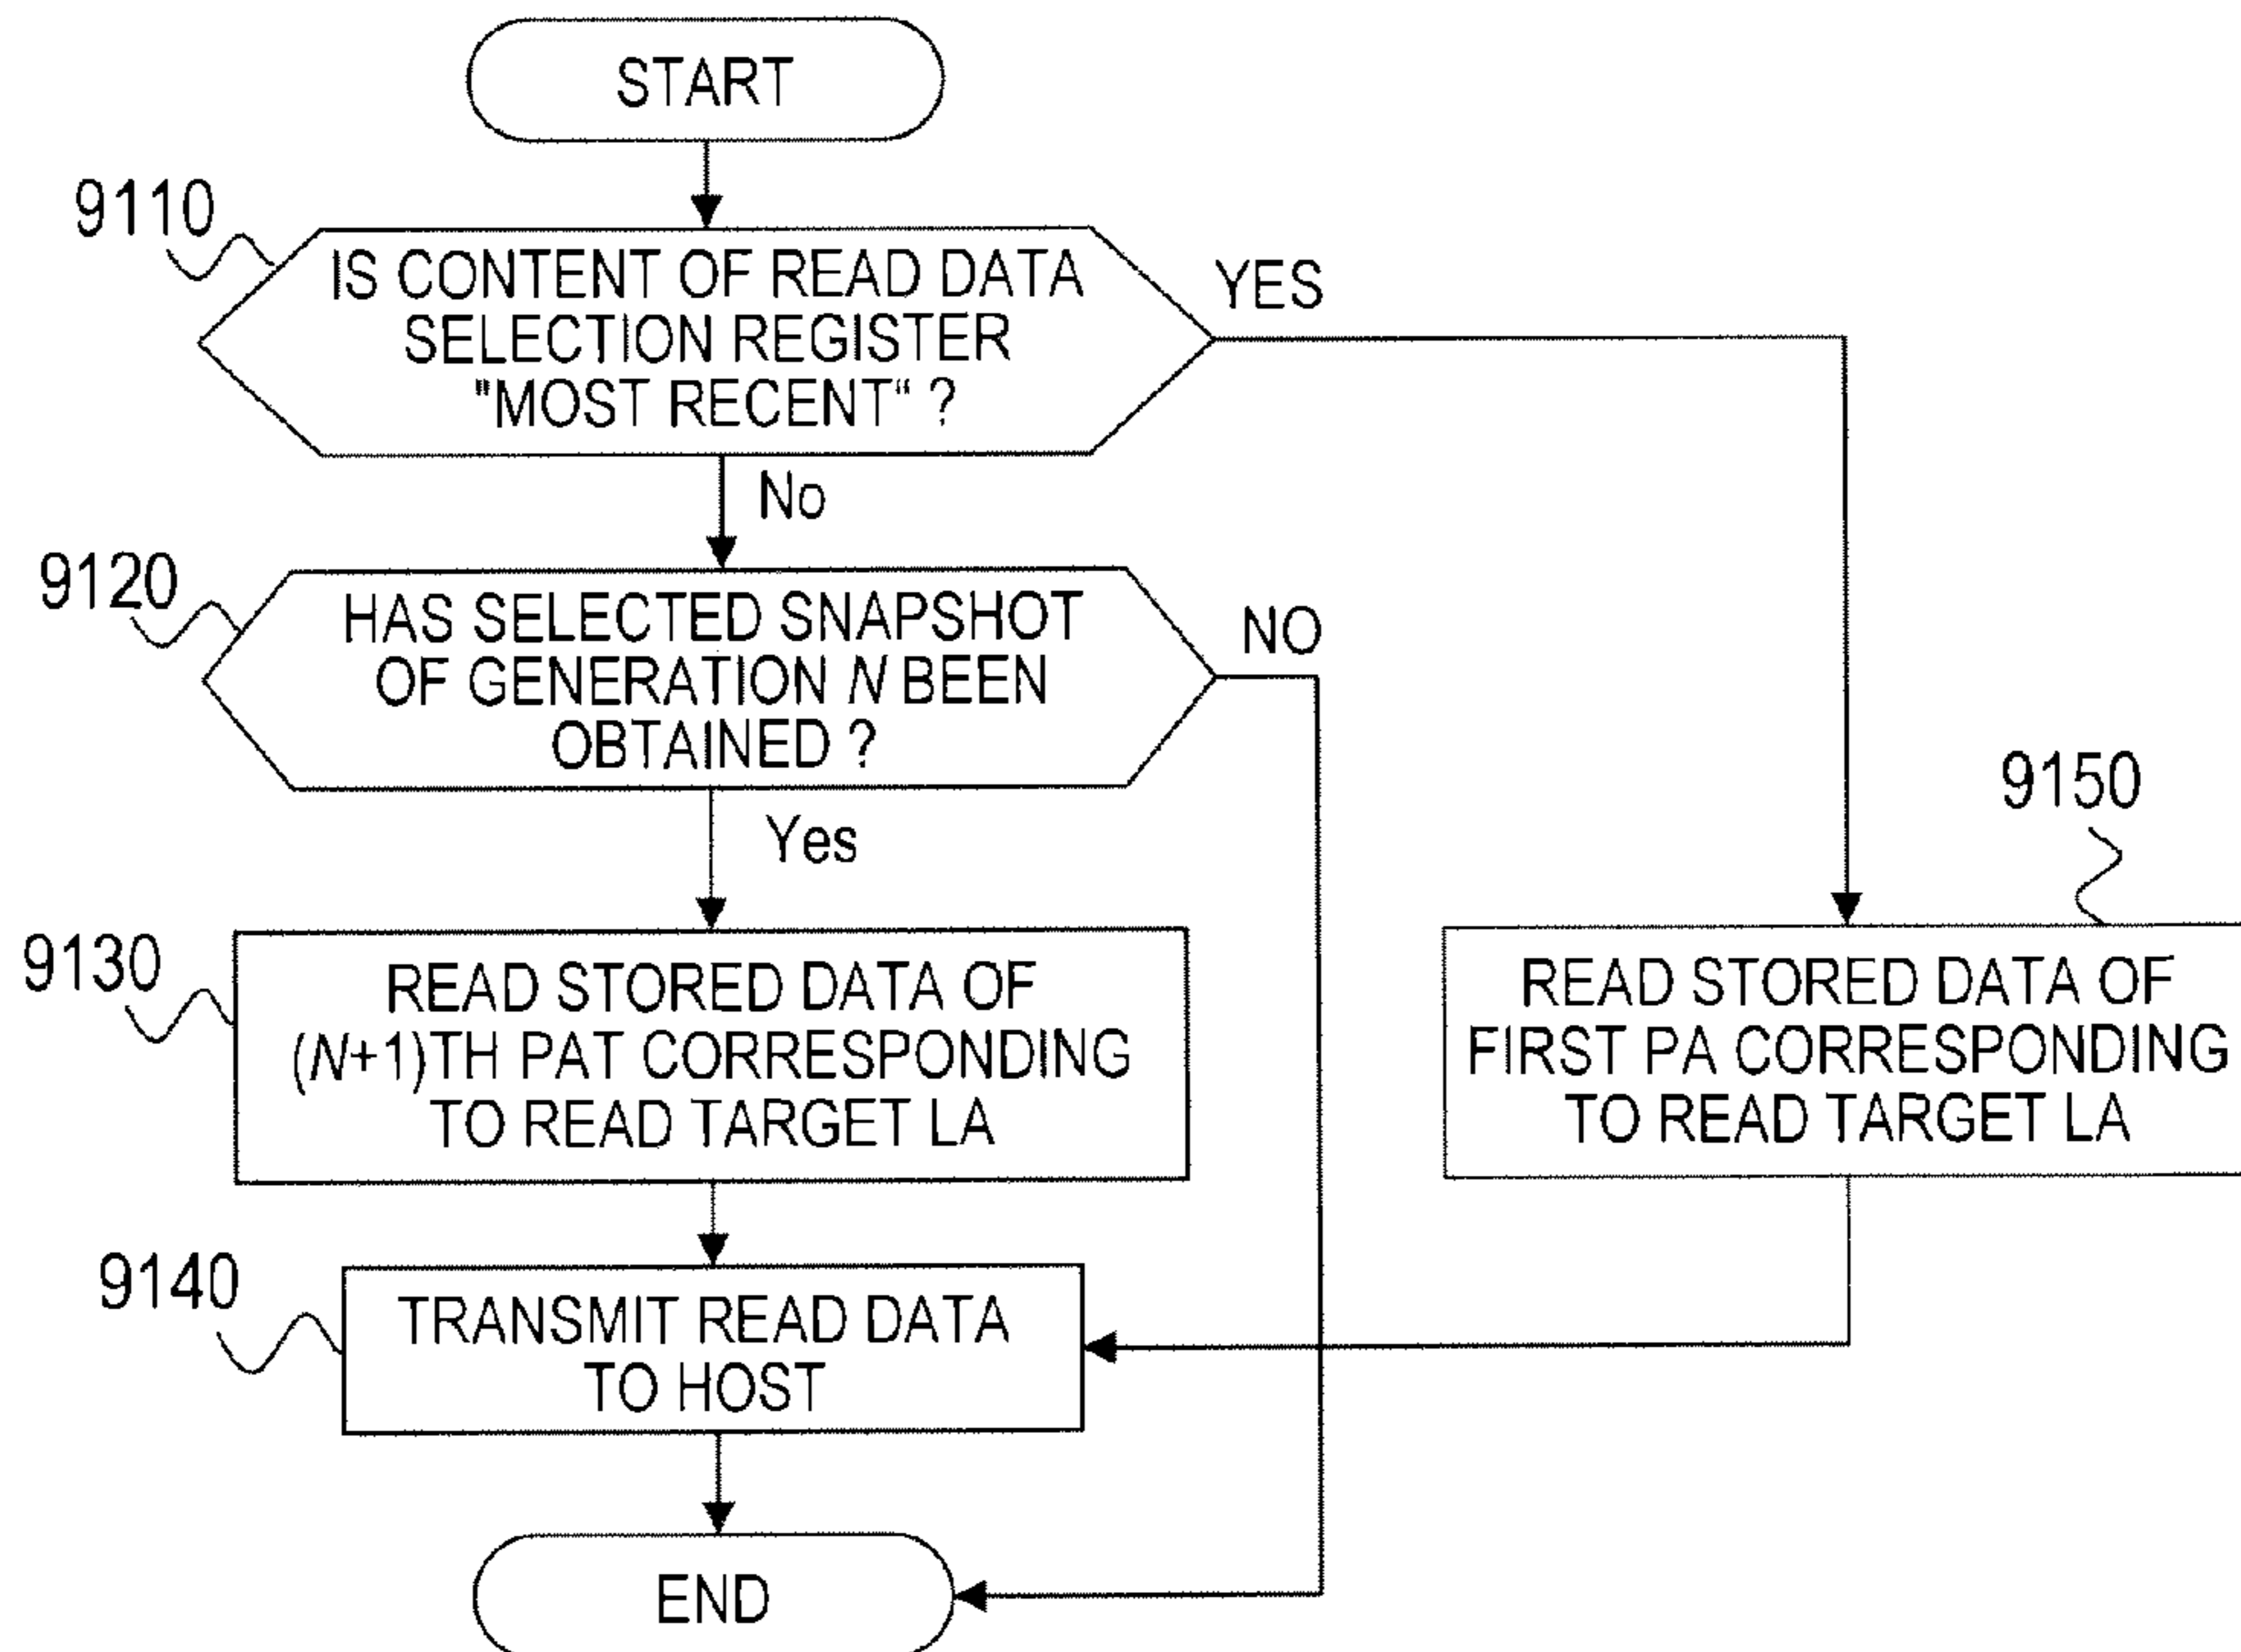 START
9110
IS CONTENT OF READ DATA
SELECTION REGISTER
"MOST RECENT“ ?
YES
No
9120
HAS SELECTED SNAPSHOT
OF GENERATION N BEEN
OBTAINED ?
NO
Yes
9130
READ STORED DATA OF
(N+1)TH PAT CORRESPONDING
TO READ TARGET LA
9150
READ STORED DATA OF
FIRST PA CORRESPONDING
TO READ TARGET LA
9140
TRANSMIT READ DATA
TO HOST
END